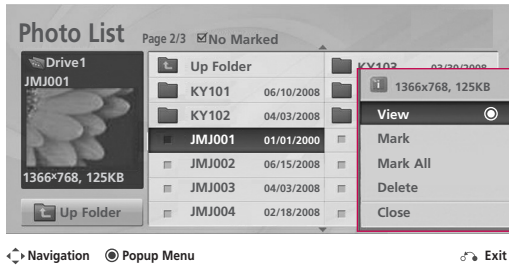 Photo List Page 2/3 No Marked
Drive1
JMJ001
1366×768, 125KB
Up Folder
Up Folder
KY101 06/10/2008
KY102 04/03/2008
JMJ001 01/01/2000
JMJ002 06/15/2008
JMJ003 04/03/2008
JMJ004 02/18/2008
KY103 03/30/2008
1366x768, 125KB
View
Mark
Mark All
Delete
Close
Navigation Popup Menu Exit